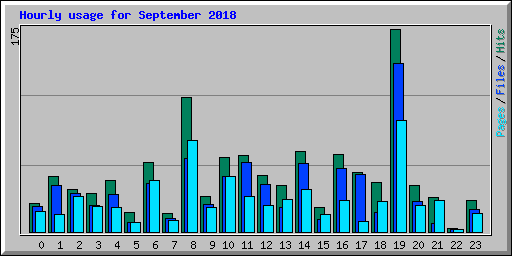 Hourly usage for September 2018
175
Pages/Files/Hits
0 1 2 3 4 5 6 7 8 9 10 11 12 13 14 15 16 17 18 19 20 21 22 23